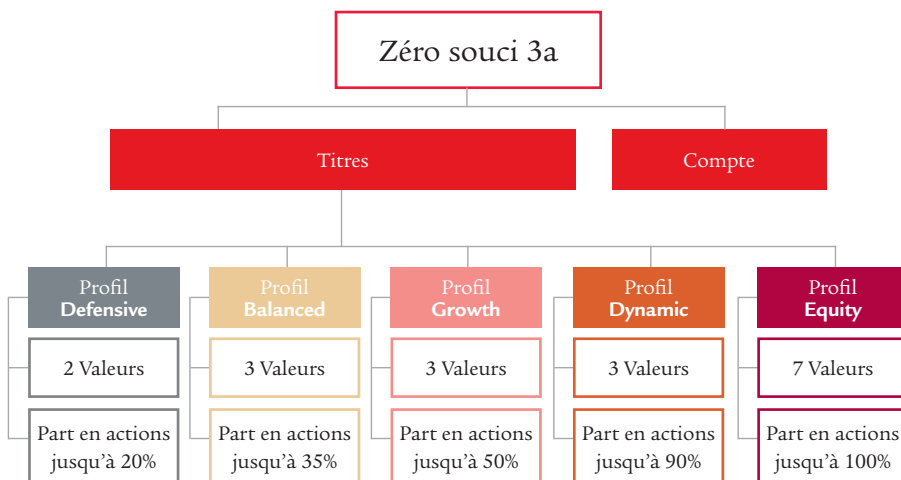 Zéro souci 3a
Titres
Compte
Profil
Defensive
Profil
Balanced
Profil
Growth
Profil
Dynamic
Profil
Equity
2 Valeurs
3 Valeurs
3 Valeurs
3 Valeurs
7 Valeurs
Part en actions
jusqu'à 20%
Part en actions
jusqu'à 35%
Part en actions
jusqu'à 50%
Part en actions
jusqu'à 90%
Part en actions
jusqu'à 100%